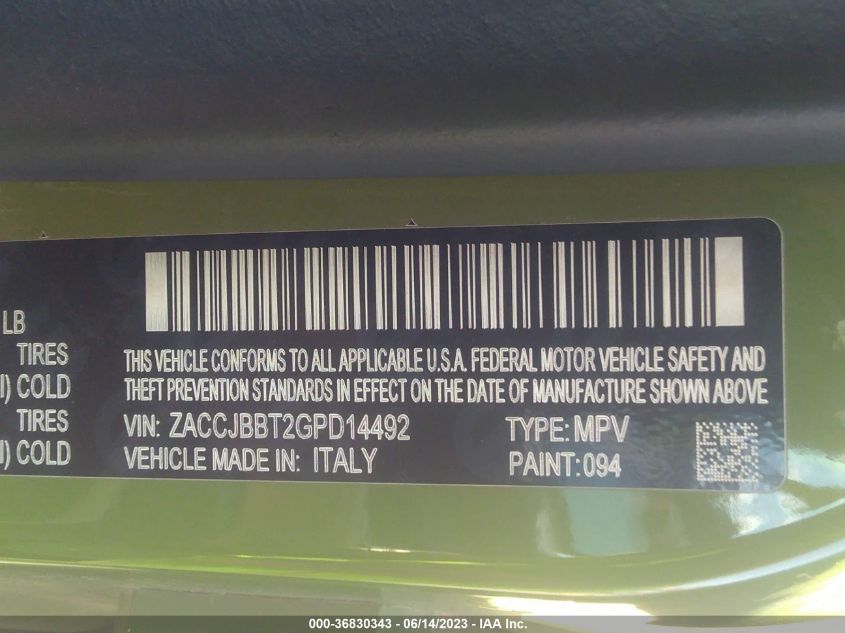 LB
TIRES
I) COLD
TIRES
I) COLD
THIS VEHICLE CONFORMS TO ALL APPLICABLE U.S.A. FEDERAL MOTOR VEHICLE SAFETY AND
THEFT PREVENTION STANDARDS IN EFFECT ON THE DATE OF MANUFACTURE SHOWN ABOVE
VIN: ZACCJBBT2GPD14492 TYPE: MPV
VEHICLE MADE IN: ITALY PAINT: 094
000-36830343 - 06/14/2023 - IAA Inc.